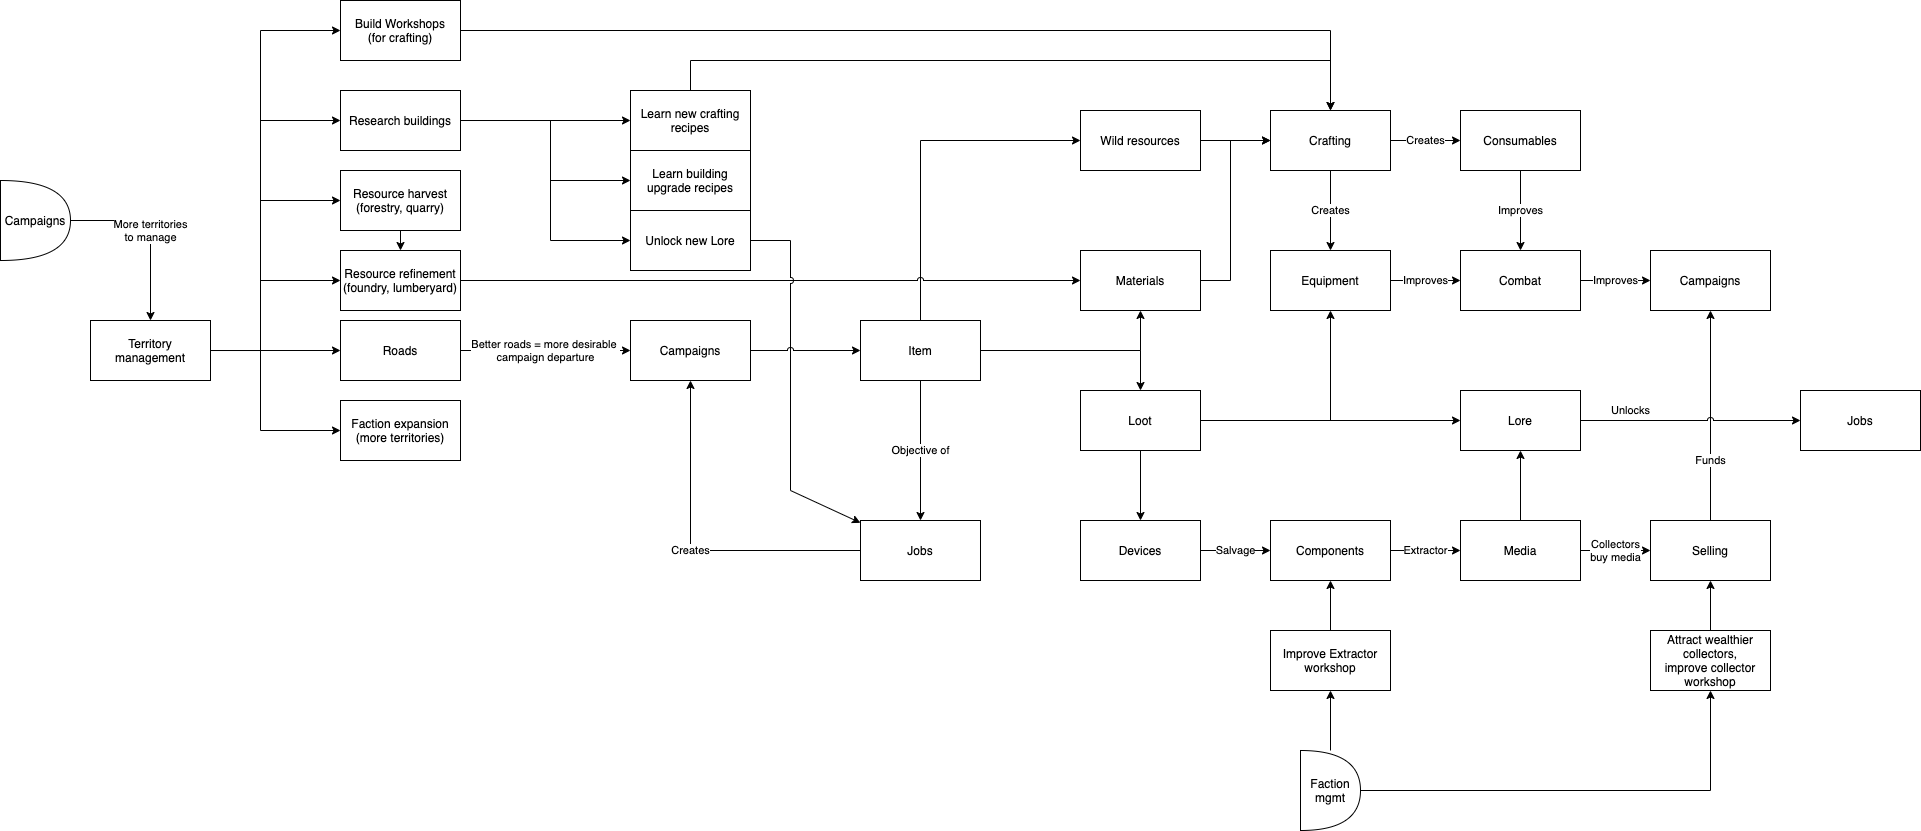 Build Workshops
(for crafting)
Research buildings
Learn new crafting
recipes
Wild resources
Crafting
Creates
Consumables
Resource harvest
(forestry, quarry)
Learn building
upgrade recipes
Campaigns
More territories
to manage
Creates
Improves
Unlock new Lore
Resource refinement
(foundry, lumberyard)
Materials
Equipment
Improves
Combat
Improves
Campaigns
Territory
management
Roads
Better roads = more desirable
campaign departure
Campaigns
Item
Faction expansion
(more territories)
Loot
Lore
Unlocks
Jobs
Objective of
Funds
Creates
Jobs
Devices
Salvage
Components
Extractor
Media
Collectors
buy media
Selling
Improve Extractor
workshop
Attract wealthier
collectors,
improve collector
workshop
Faction
mgmt